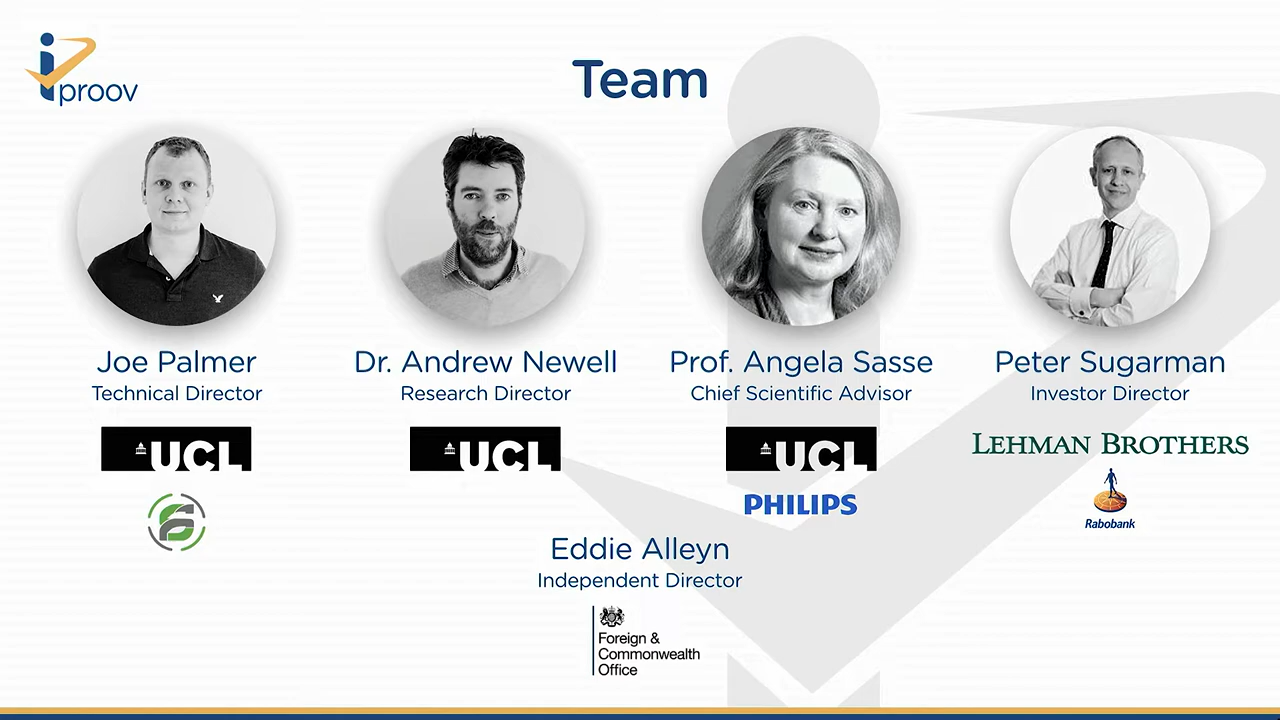 iproov
Team
Joe Palmer
Technical Director
UCL
Dr. Andrew Newell
Research Director
UCL
Prof. Angela Sasse
Chief Scientific Advisor
UCL
PHILIPS
Peter Sugarman
Investor Director
LEHMAN BROTHERS
Rabobank
Eddie Alleyn
Independent Director
Foreign &
Commonwealth
Office